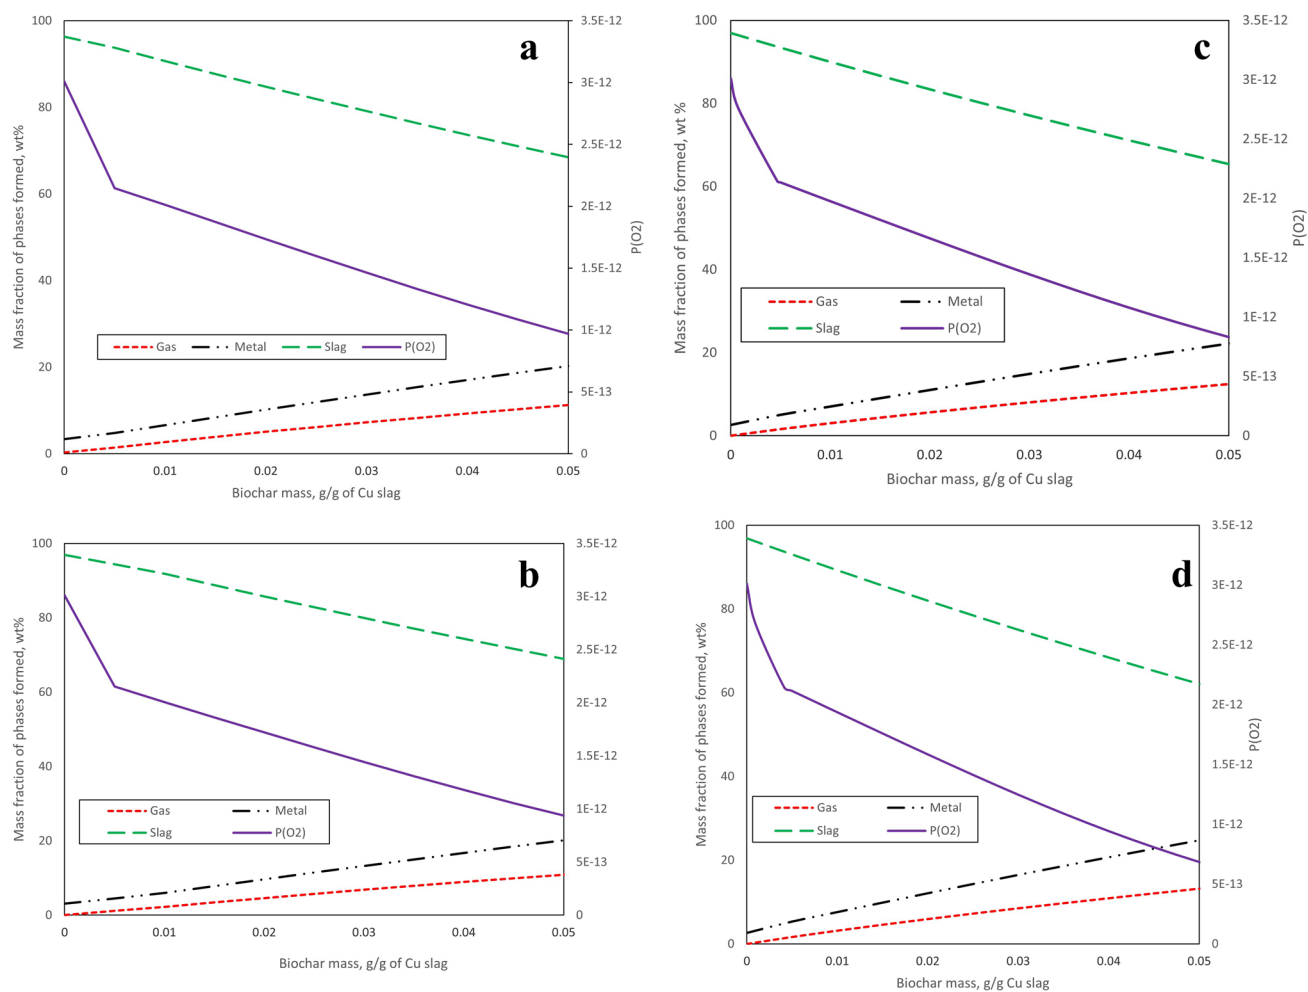 a
Mass fraction of phases formed, wt%
100
80
60
40
20
0
3.5E-12
3E-12
2.5E-12
2E-12
1.5E-12
1E-12
5E-13
0
P(O2)
Gas Metal Slag P(O2)
0 0.01 0.02 0.03 0.04 0.05
Biochar mass, g/g of Cu slag
c
Mass fraction of phases formed, wt %
100
80
60
40
20
0
3.5E-12
3E-12
2.5E-12
2E-12
1.5E-12
1E-12
5E-13
0
P(O2)
Gas Metal
Slag P(O2)
0 0.01 0.02 0.03 0.04 0.05
Biochar mass, g/g of Cu slag
b
Mass fraction of phases formed, wt%
100
80
60
40
20
0
3.5E-12
3E-12
2.5E-12
2E-12
1.5E-12
1E-12
5E-13
0
Gas Metal
Slag P(O2)
0 0.01 0.02 0.03 0.04 0.05
Biochar mass, g/g of Cu slag
d
Mass fraction of phases formed, wt%
100
80
60
40
20
0
3.5E-12
3E-12
2.5E-12
2E-12
1.5E-12
1E-12
5E-13
0
P(O2)
Gas Metal
Slag P(O2)
0 0.01 0.02 0.03 0.04 0.05
Biochar mass, g/g Cu slag